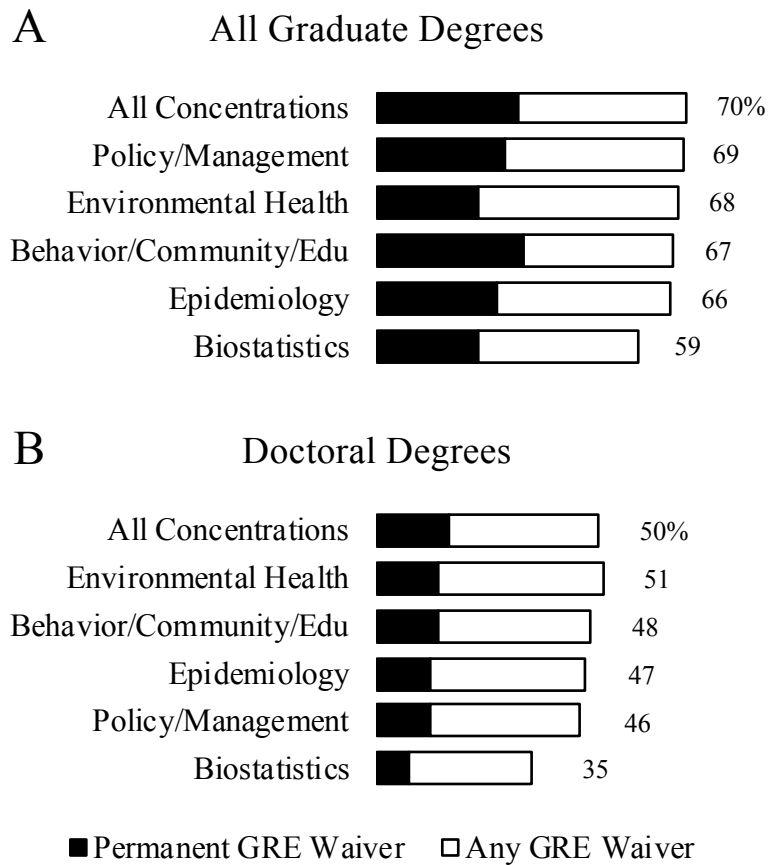 A All Graduate Degrees
All Concentrations 70%
Policy/Management 69
Environmental Health 68
Behavior/Community/Edu 67
Epidemiology 66
Biostatistics 59
B Doctoral Degrees
All Concentrations 50%
Environmental Health 51
Behavior/Community/Edu 48
Epidemiology 47
Policy/Management 46
Biostatistics 35
Permanent GRE Waiver Any GRE Waiver